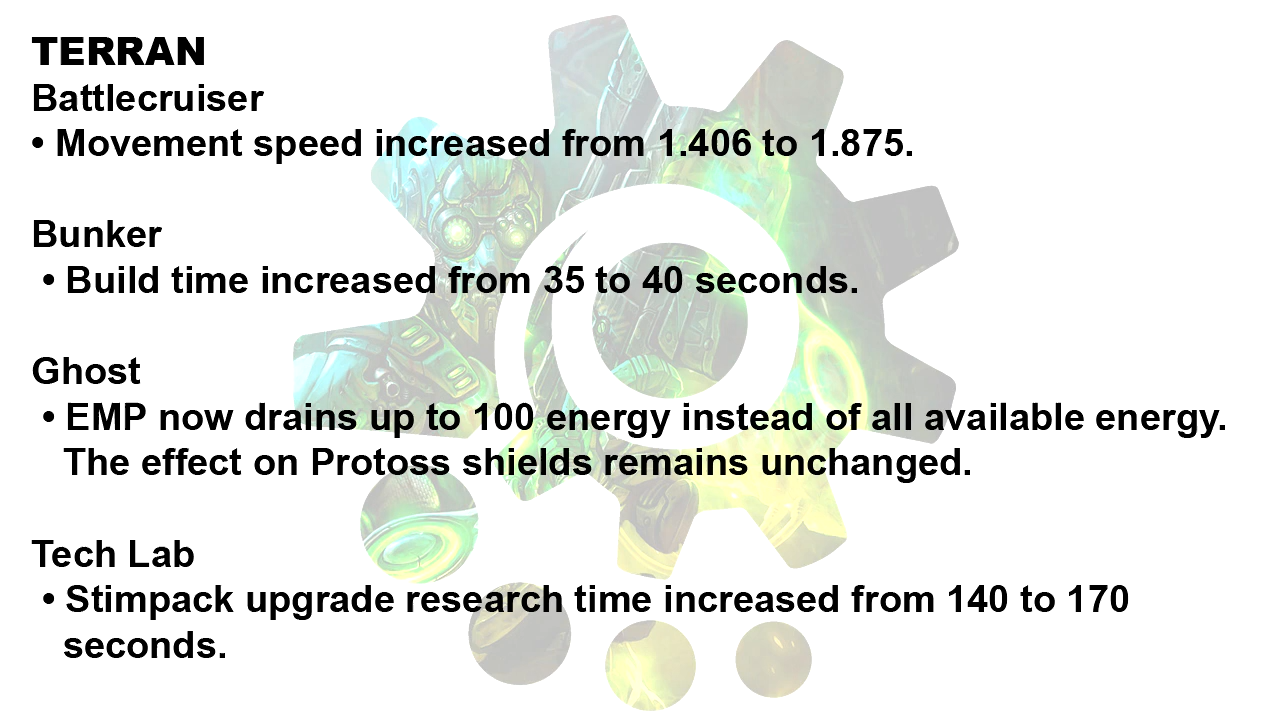 TERRAN
Battlecruiser
• Movement speed increased from 1.406 to 1.875.
Bunker
• Build time increased from 35 to 40 seconds.
Ghost
• EMP now drains up to 100 energy instead of all available energy.
The effect on Protoss shields remains unchanged.
Tech Lab
• Stimpack upgrade research time increased from 140 to 170
seconds.